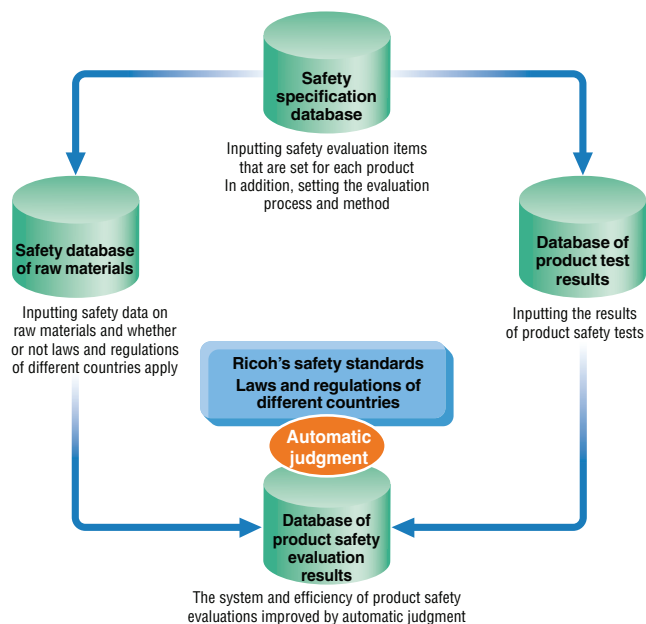 Safety
specification
database
Inputting safety evaluation items
that are set for each product
In addition, setting the evaluation
process and method
Safety database
of raw materials
Inputting safety data on
raw materials and whether
or not laws and regulations
of different countries apply
Database of
product test
results
Inputting the results
of product safety tests
Ricoh's safety standards
Laws and regulations of
different countries
Automatic
judgment
Database of
product safety
evaluation
results
The system and efficiency of product safety
evaluations improved by automatic judgment